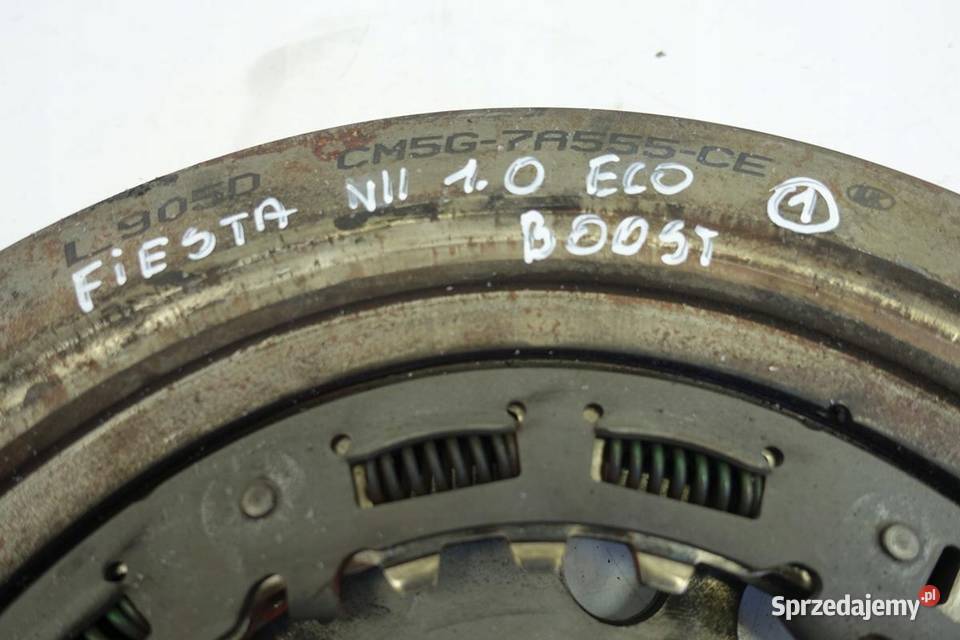 L-905D CM5G-7A555-CE
FiESTA NII 1.0 ECO
BOOST 1
Sprzedajemy.pl